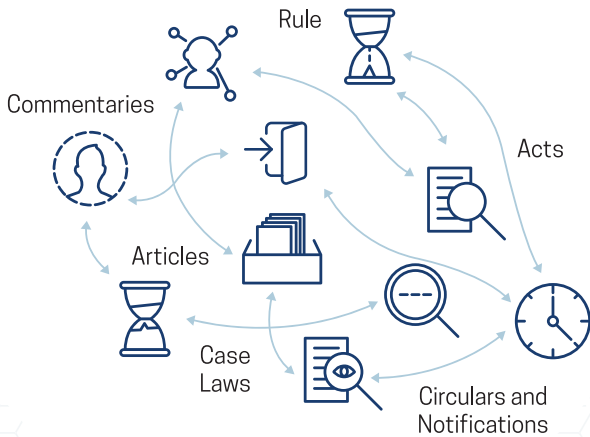 Rule
Commentaries
Acts
Articles
Case
Laws
Circulars and
Notifications